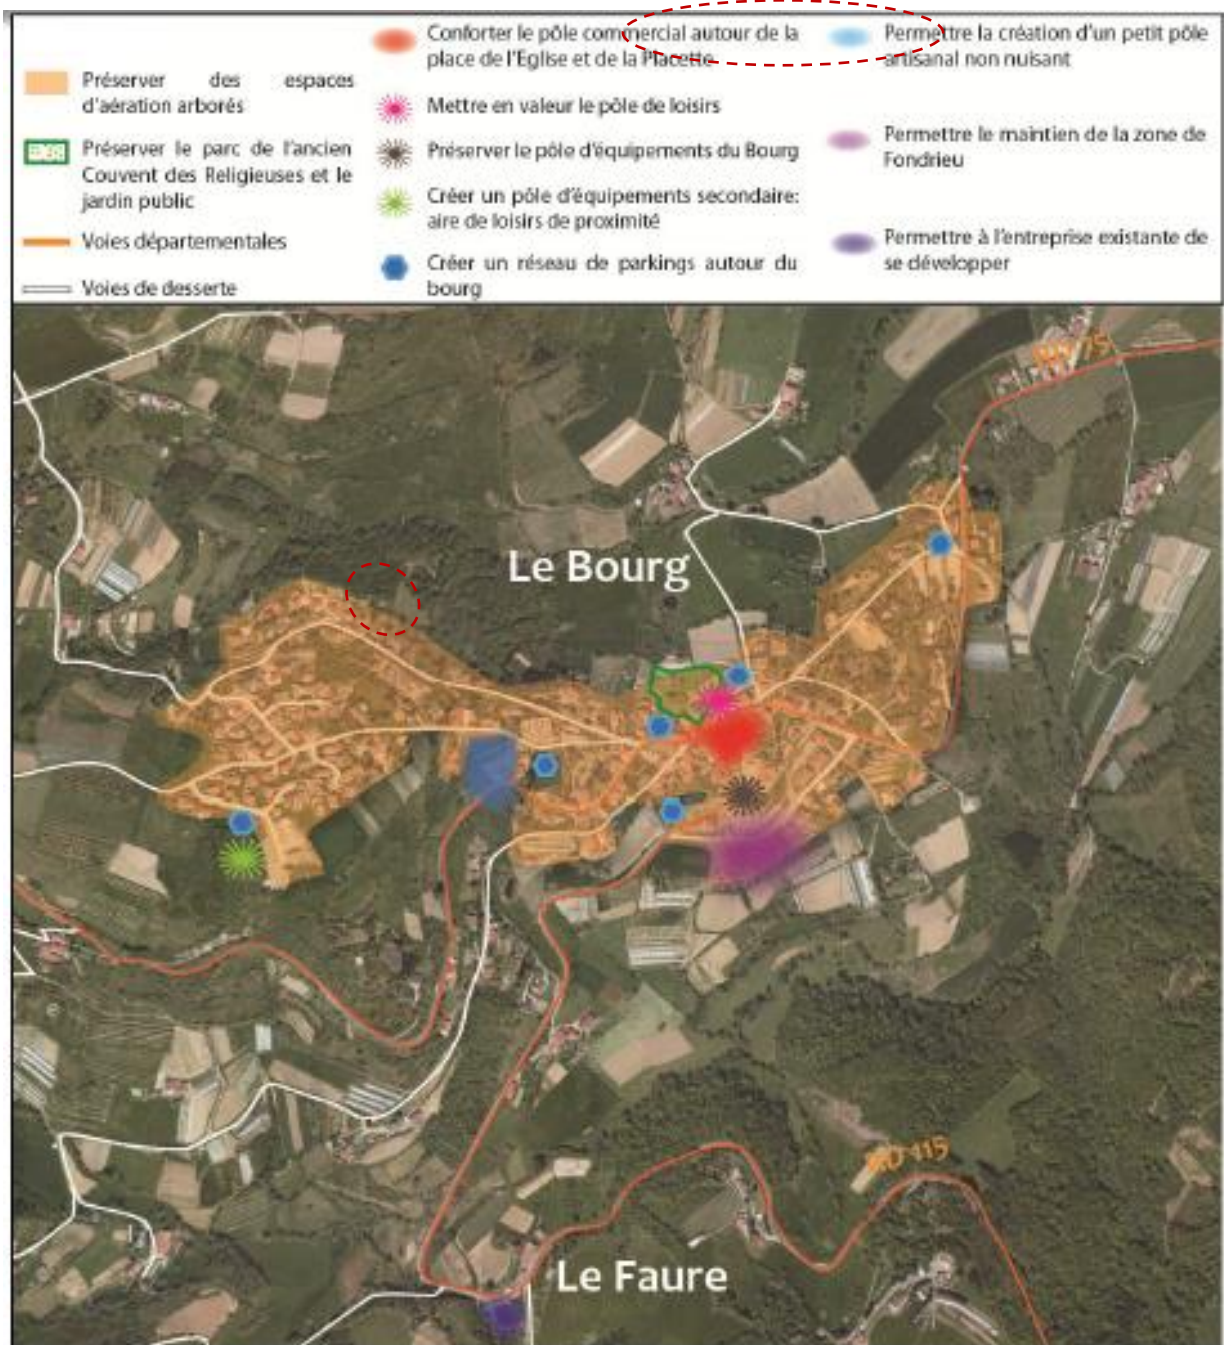 Préserver des espaces
d'aération arborés
Préserver le parc de l'ancien
Couvent des Religieuses et le
jardin public
Voies départementales
Voies de desserte
Conforter le pôle commercial autour de la
place de l'Eglise et de la Placette
Mettre en valeur le pôle de loisirs
Préserver le pôle d'équipements du Bourg
Créer un pôle d'équipements secondaire:
aire de loisirs de proximité
Créer un réseau de parkings autour du
bourg
Permettre la création d'un petit pôle
artisanal non nuisant
Permettre le maintien de la zone de
Fondrieu
Permettre à l'entreprise existante de
se développer
RD 75
Le Bourg
RD 115
Le Faure